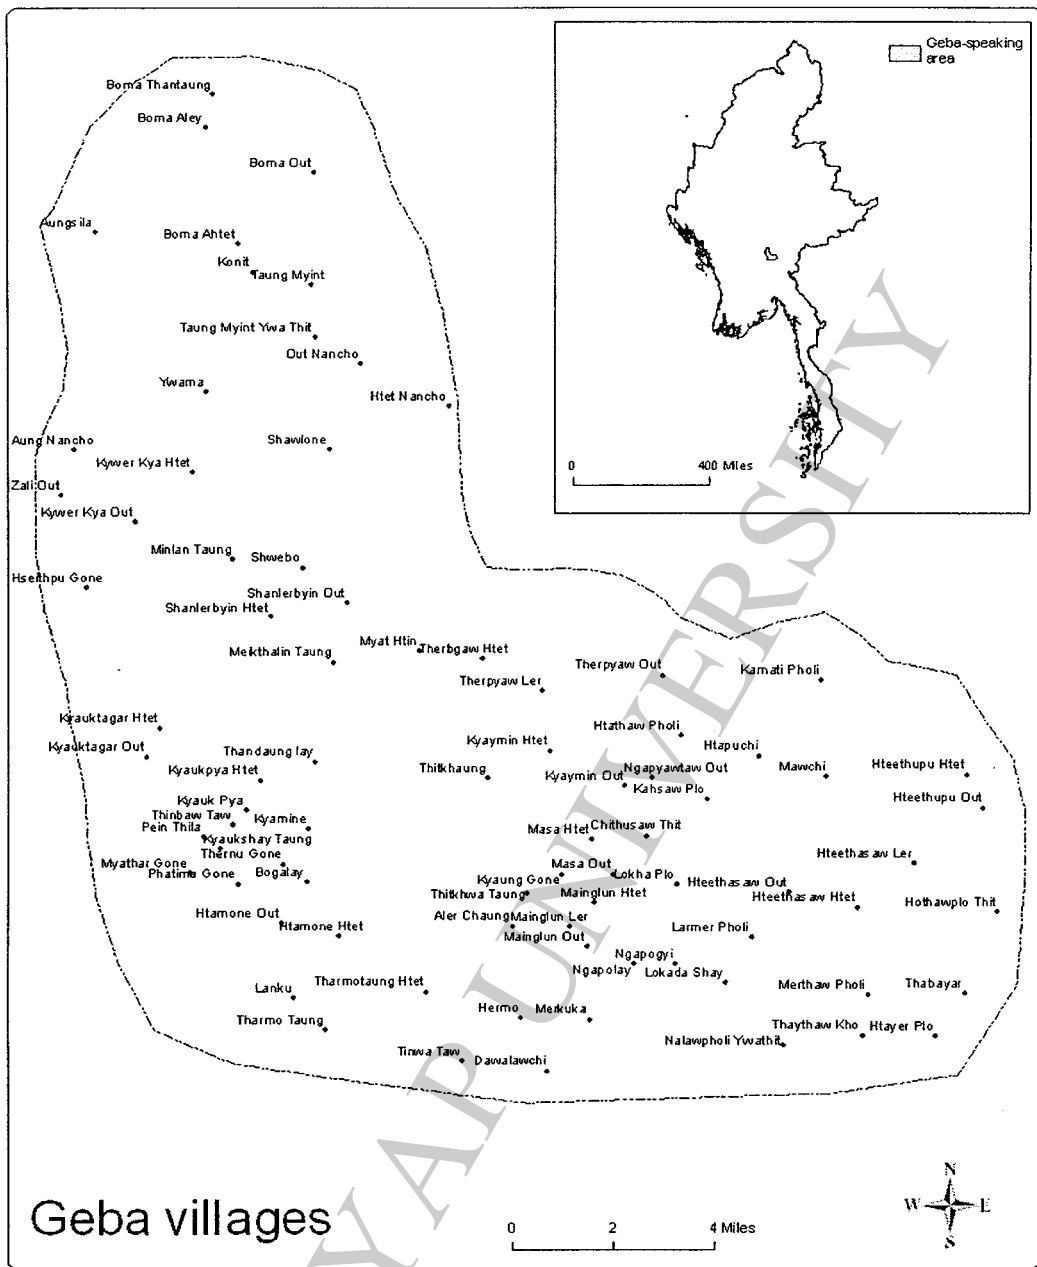 Geba-speaking
area
Boma Thantaung
Boma Aley
Boma Out
Aungsila
Boma Ahtet
Konit
Taung Myint
Taung Myint Ywa Thit
Out Nancho
Ywama
Htet Nancho
0
400 Miles
Aung Nancho
Shawlone
Kywer Kya Htet
Zali Out
Kywer Kya Out
Minlan Taung
Shwebo
Hseithpu Gone
Shanlerbyin Out
Shanlerbyin Htet
Myat Htin
Therbgaw Htet
Meikthalin Taung
Therpyaw Out
Kamati Pholi
Therpyaw Ler
Kyauktagar Htet
Htathaw Pholi
Kyauktagar Out
Kyaymin Htet
Htapuchi
Thandaung lay
Kyaukpya Htet
Thitkhaung
Kyaymin Out
Ngapyawtaw Out
Mawchi
Hteethupu Htet
Kahsaw Plo
Kyauk Pya
Hteethupu Out
Thinbaw Taw
Kyamine
Pein Thila
Kyaukshay Taung
Masa Htet
Chithusaw Thit
Thernu Gone
Hteethasaw Ler
Myathar Gone
Phatimu Gone
Bogalay
Masa Out
Kyaung Gone
Lokha Plo
Hteethasaw Out
Thitkhwa Taung
Mainglun Htet
Hteethasaw Htet
Hothawplo Thit
Htamone Out
Aler Chaung
Mainglun Ler
Htamone Htet
Mainglun Out
Larmer Pholi
Ngapogyi
Ngapolay
Lokada Shay
Lanku
Tharmotaung Htet
Merthaw Pholi
Thabayar
Tharmo Taung
Hermo
Merkuka
Nalawpholi Ywathit
Thaythaw Kho
Htayer Plo
Tinwa Taw
Dawalawchi
N
W
E
S
Geba villages
0
2
4 Miles
YAP UNIVERSITY